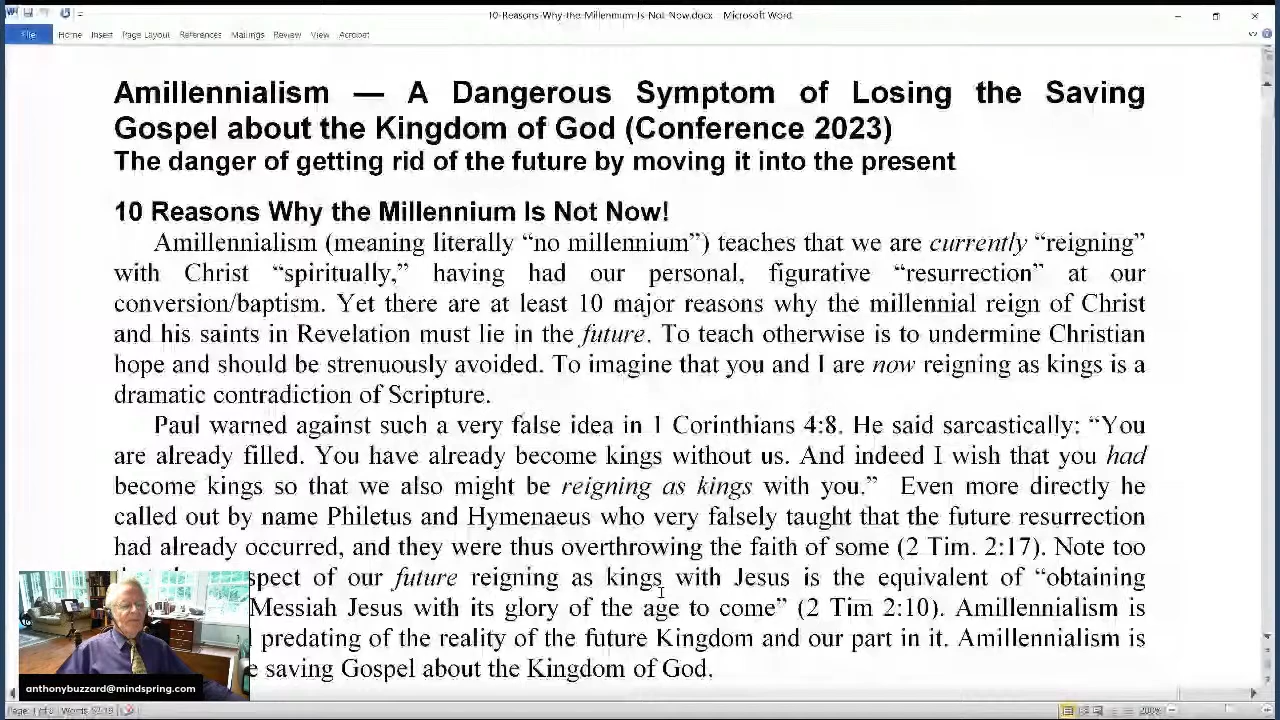 10-Reasons-Why-the-Millennium-Is-Not-Now.docx - Microsoft Word
File Home Insert Page Layout References Mailings Review View Acrobat
Amillennialism — A Dangerous Symptom of Losing the Saving
Gospel about the Kingdom of God (Conference 2023)
The danger of getting rid of the future by moving it into the present
10 Reasons Why the Millennium Is Not Now!
Amillennialism (meaning literally “no millennium”) teaches that we are currently “reigning”
with Christ “spiritually,” having had our personal, figurative “resurrection” at our
conversion/baptism. Yet there are at least 10 major reasons why the millennial reign of Christ
and his saints in Revelation must lie in the future. To teach otherwise is to undermine Christian
hope and should be strenuously avoided. To imagine that you and I are now reigning as kings is a
dramatic contradiction of Scripture.
Paul warned against such a very false idea in 1 Corinthians 4:8. He said sarcastically: “You
are already filled. You have already become kings without us. And indeed I wish that you had
become kings so that we also might be reigning as kings with you.” Even more directly he
called out by name Philetus and Hymenaeus who very falsely taught that the future resurrection
had already occurred, and they were thus overthrowing the faith of some (2 Tim. 2:17). Note too
of our future reigning as kings with Jesus is the equivalent of “obtaining
Messiah Jesus with its glory of the age to come” (2 Tim 2:10). Amillennialism is
predating of the reality of the future Kingdom and our part in it. Amillennialism is
saving Gospel about the Kingdom of God.
anthonybuzzard@mindspring.com
Page: 1 of 8 Words: 200%